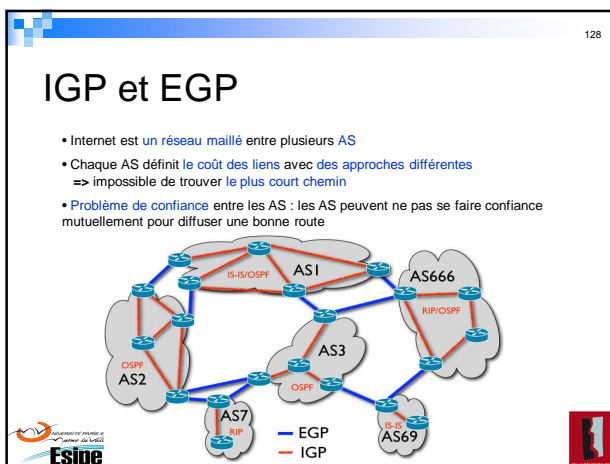 128
IGP et EGP
• Internet est un réseau maillé entre plusieurs AS
• Chaque AS définit le coût des liens avec des approches différentes
=> impossible de trouver le plus court chemin
• Problème de confiance entre les AS : les AS peuvent ne pas se faire confiance
mutuellement pour diffuser une bonne route
AS1
IS-IS/OSPF
AS666
RIP/OSPF
OSPF
AS2
AS3
OSPF
AS7
RIP
IS-IS
AS69
EGP
IGP
Esipe